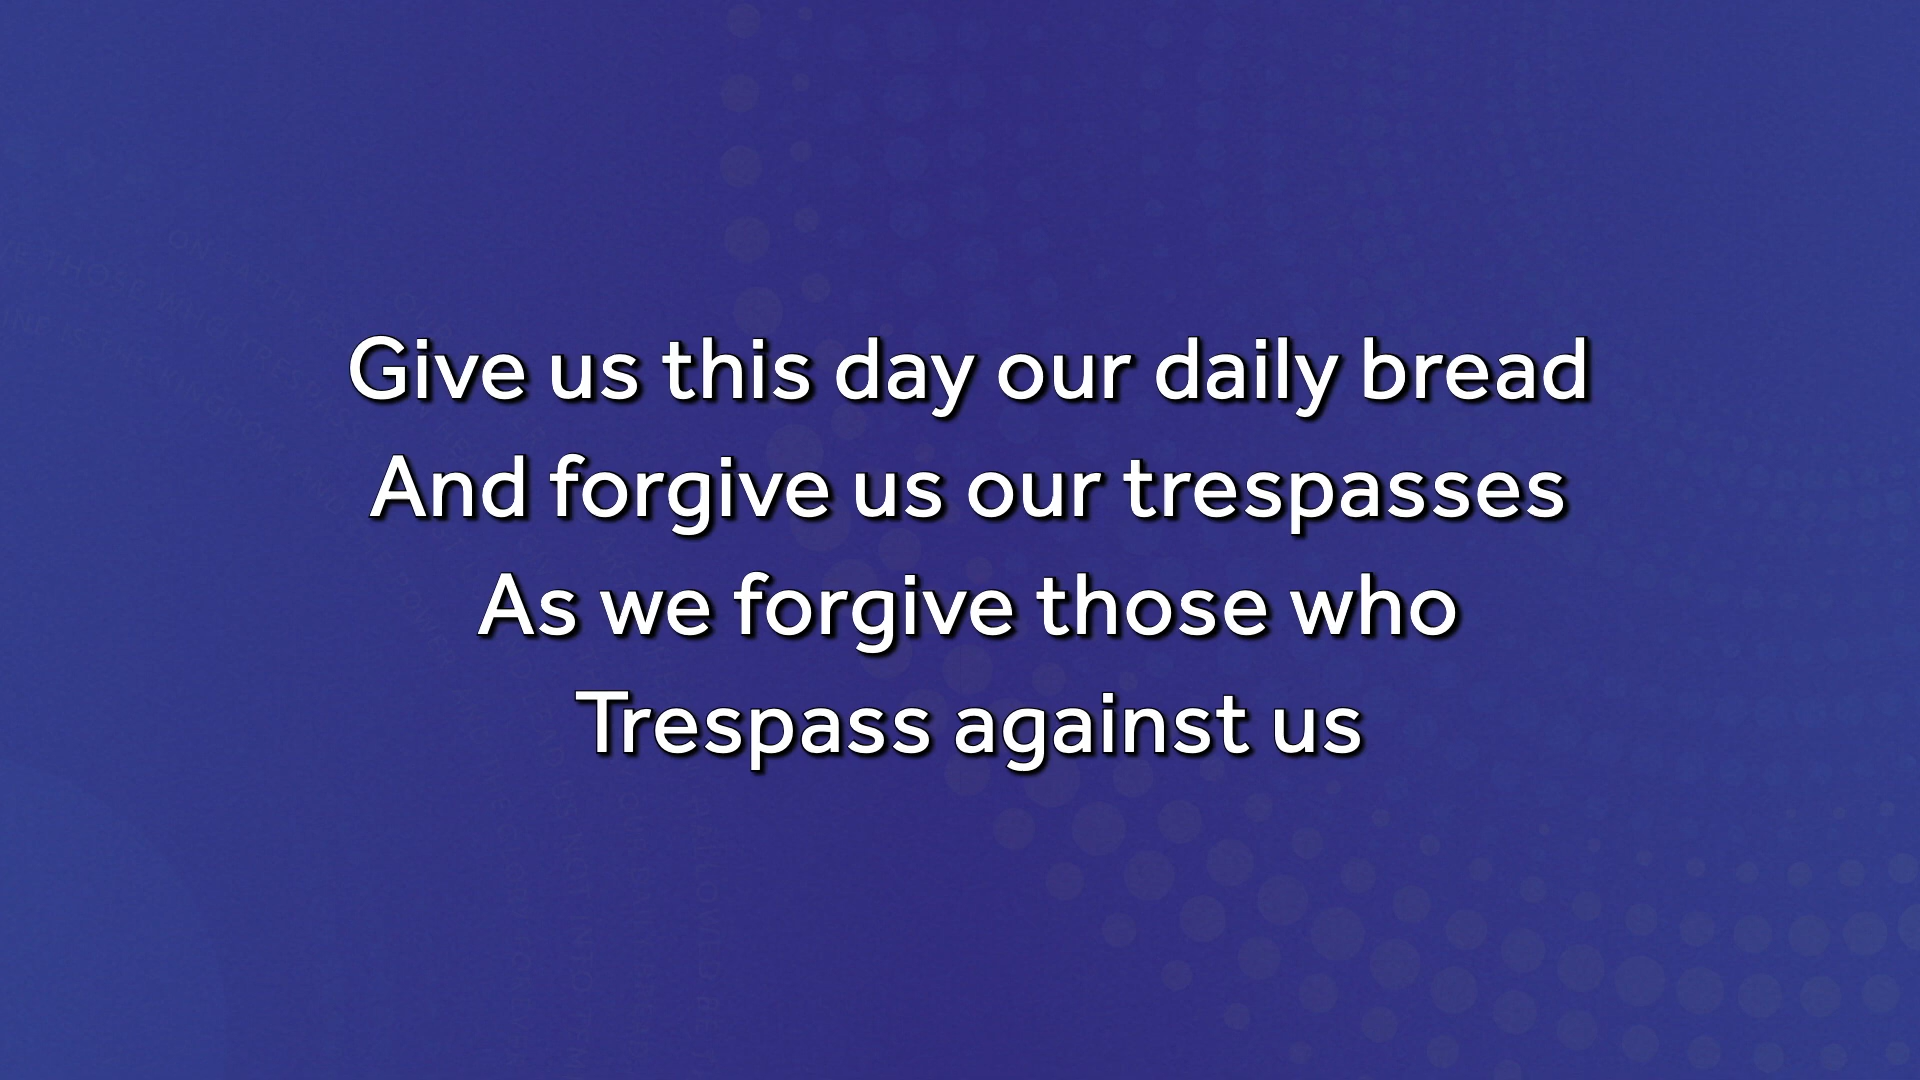 Give us this day our daily bread
And forgive us our trespasses
As we forgive those who
Trespass against us